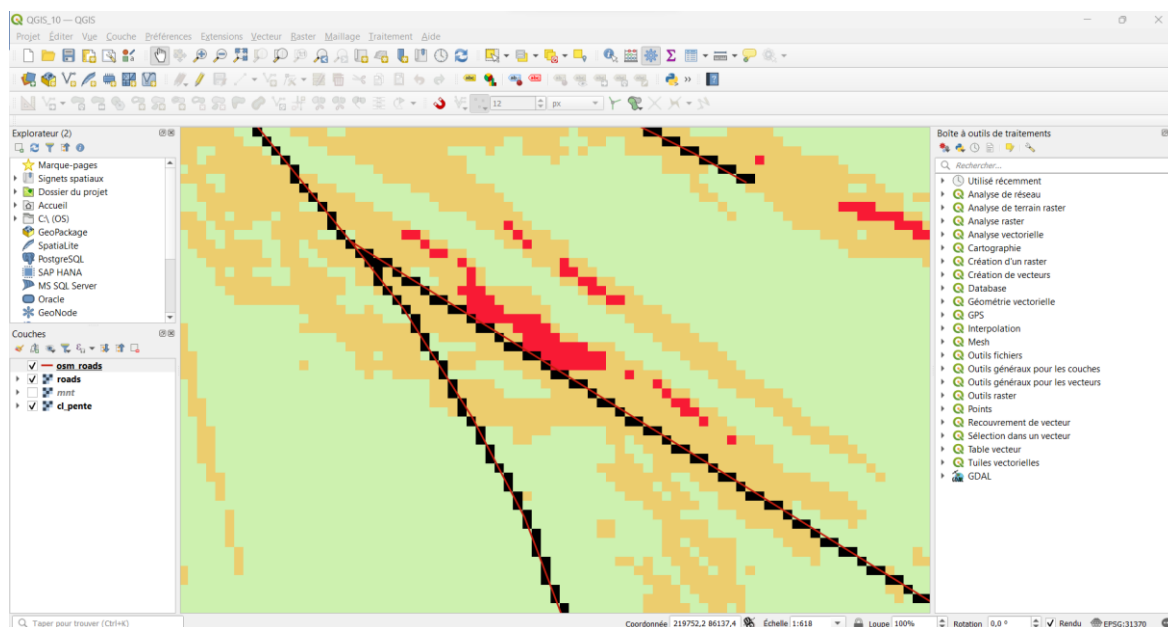 QGIS_10 — QGIS
Projet Éditer Vue Couche Préférences Extensions Vecteur Raster Maillage Traitement Aide
12 px
Explorateur (2)
Marque-pages
Signets spatiaux
Dossier du projet
Accueil
C:\ (OS)
GeoPackage
SpatiaLite
PostgreSQL
SAP HANA
MS SQL Server
Oracle
GeoNode
Couches
osm_roads
roads
mnt
cl_pente
Boîte à outils de traitements
Rechercher...
Utilisé récemment
Analyse de réseau
Analyse de terrain raster
Analyse raster
Analyse vectorielle
Cartographie
Création d'un raster
Création de vecteurs
Database
Géométrie vectorielle
GPS
Interpolation
Mesh
Outils fichiers
Outils généraux pour les couches
Outils généraux pour les vecteurs
Outils raster
Points
Recouvrement de vecteur
Sélection dans un vecteur
Table vecteur
Tuiles vectorielles
GDAL
Taper pour trouver (Ctrl+K) Coordonnée 219752,2 86137,4 Échelle 1:618 Loupe 100% Rotation 0,0 ° Rendu EPSG:31370